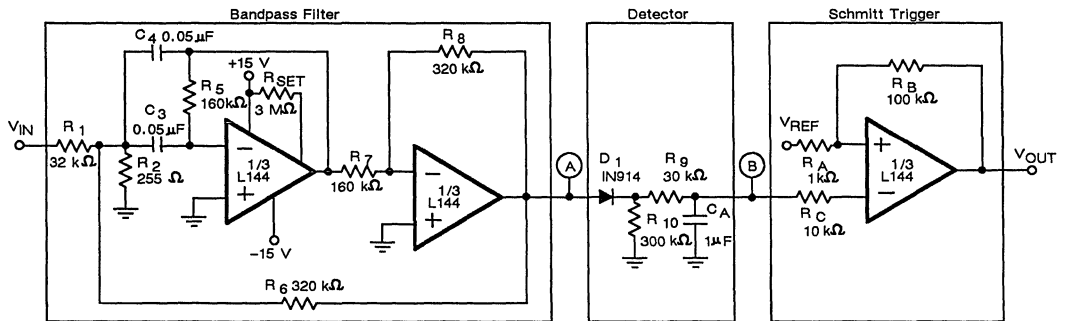 Bandpass Filter
Detector
Schmitt Trigger
C4 0.05µF
R8
320 kΩ
+15 V
RSET
3 MΩ
R5
160kΩ
C3
0.05µF
RB
100 kΩ
VIN
R1
32 kΩ
R2
255 Ω
−
1/3
L144
+
−15 V
R7
160 kΩ
−
1/3
L144
+
A
D1
IN914
R9
30 kΩ
R10
300 kΩ
CA
1µF
B
VREF
RA
1kΩ
RC
10 kΩ
+
1/3
L144
−
VOUT
R6 320 kΩ